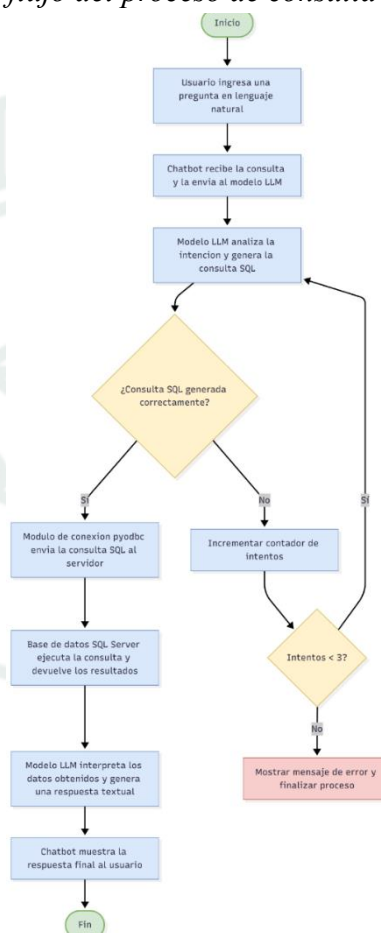 flujo del proceso de consulta
Inicio
Usuario ingresa una
pregunta en lenguaje
natural
Chatbot recibe la consulta
y la envia al modelo LLM
Modelo LLM analiza la
intencion y genera la
consulta SQL
¿Consulta SQL generada
correctamente?
Sí
No
Sí
Modulo de conexion pyodbc
envia la consulta SQL al
servidor
Incrementar contador de
intentos
Base de datos SQL Server
ejecuta la consulta y
devuelve los resultados
Intentos < 3?
No
Modelo LLM interpreta los
datos obtenidos y genera
una respuesta textual
Mostrar mensaje de error y
finalizar proceso
Chatbot muestra la
respuesta final al usuario
Fin